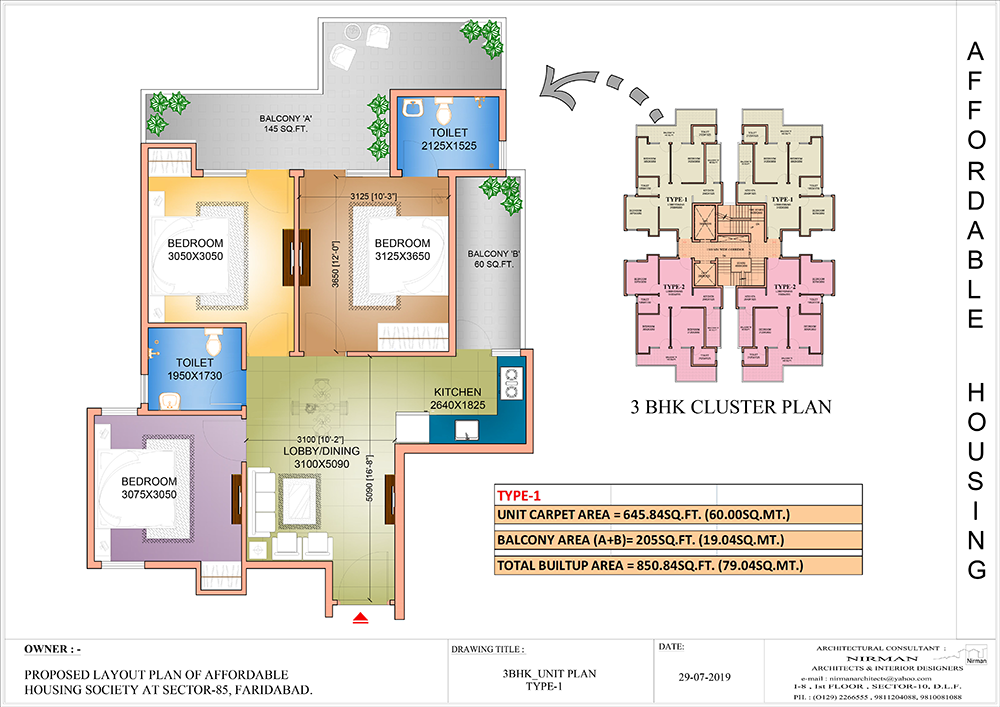 BALCONY 'A'
145 SQ.FT.
TOILET
2125X1525
3125 [10'-3"]
BEDROOM
3050X3050
3650 [12'-0"]
BEDROOM
3125X3650
BALCONY 'B'
60 SQ.FT.
TOILET
1950X1730
KITCHEN
2640X1825
3100 [10'-2"]
LOBBY/DINING
3100X5090
5090 [16'-8"]
BEDROOM
3075X3050
TYPE-1
TYPE-1
TYPE-2
TYPE-2
3 BHK CLUSTER PLAN
TYPE-1
UNIT CARPET AREA = 645.84SQ.FT. (60.00SQ.MT.)
BALCONY AREA (A+B)= 205SQ.FT. (19.04SQ.MT.)
TOTAL BUILTUP AREA = 850.84SQ.FT. (79.04SQ.MT.)
AFFORDABLE HOUSING
OWNER : -
PROPOSED LAYOUT PLAN OF AFFORDABLE
HOUSING SOCIETY AT SECTOR-85, FARIDABAD.
DRAWING TITLE :
3BHK_UNIT PLAN
TYPE-1
DATE:
29-07-2019
ARCHITECTURAL CONSULTANT :
NIRMAN
ARCHITECTS & INTERIOR DESIGNERS
e-mail : nirmanarchitects@yahoo.com
1-8 , 1st FLOOR , SECTOR-10, D.L.F.
PH. : (O129) 2266555 , 9811204088, 9810081088
Nirman